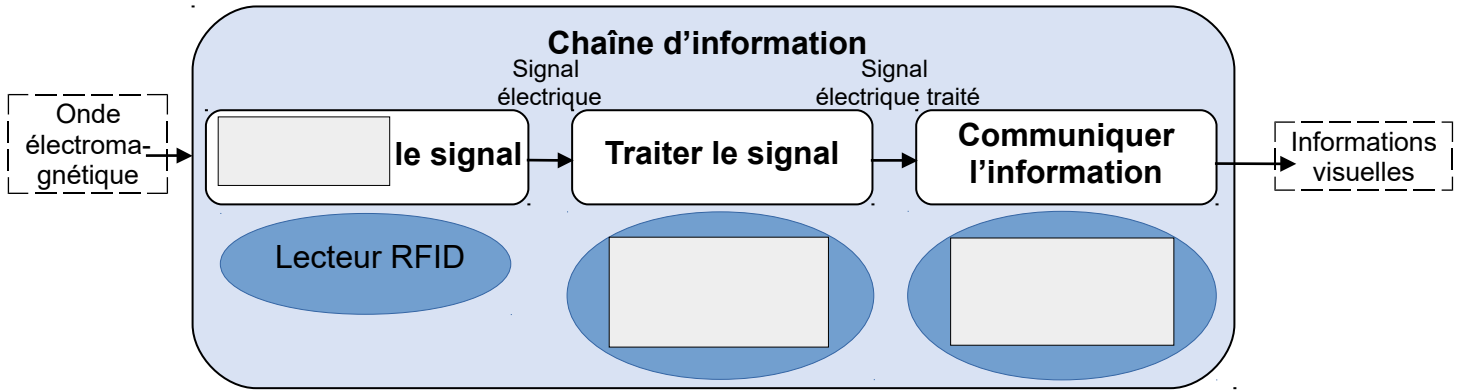 Chaîne d’information
Signal
électrique
Signal
électrique traité
Onde
électroma-
gnétique
le signal
Traiter le signal
Communiquer
l’information
Informations
visuelles
Lecteur RFID